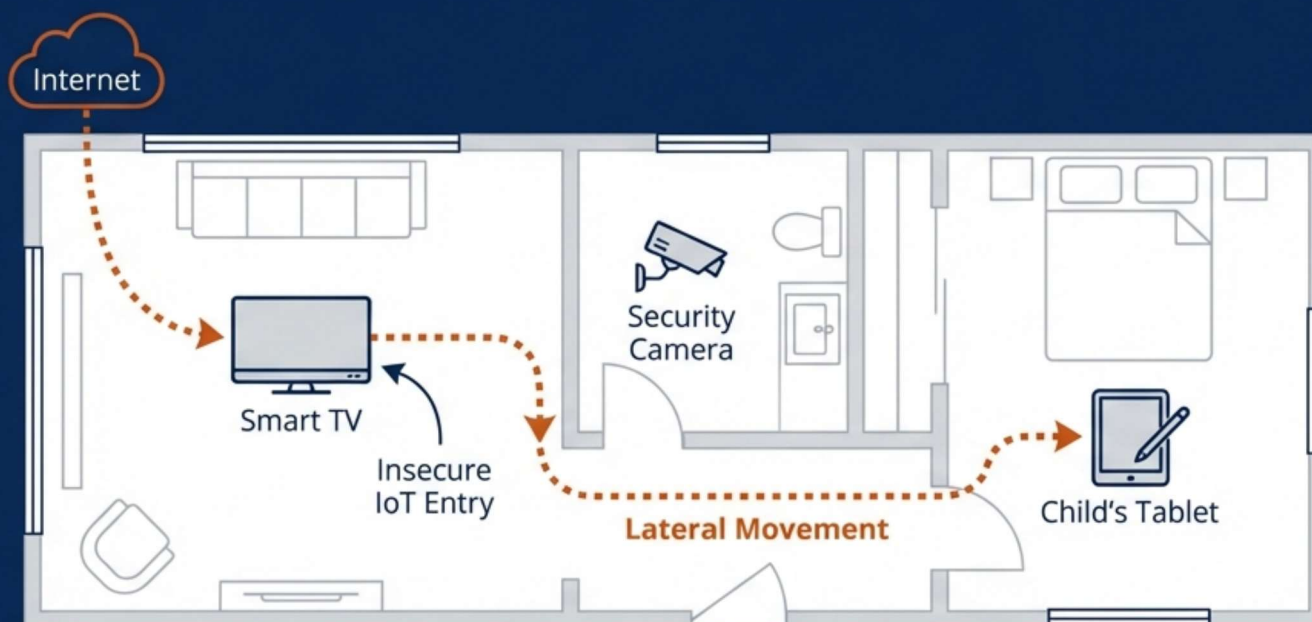 Internet
Smart TV
Insecure
IoT Entry
Security
Camera
Lateral Movement
Child's Tablet